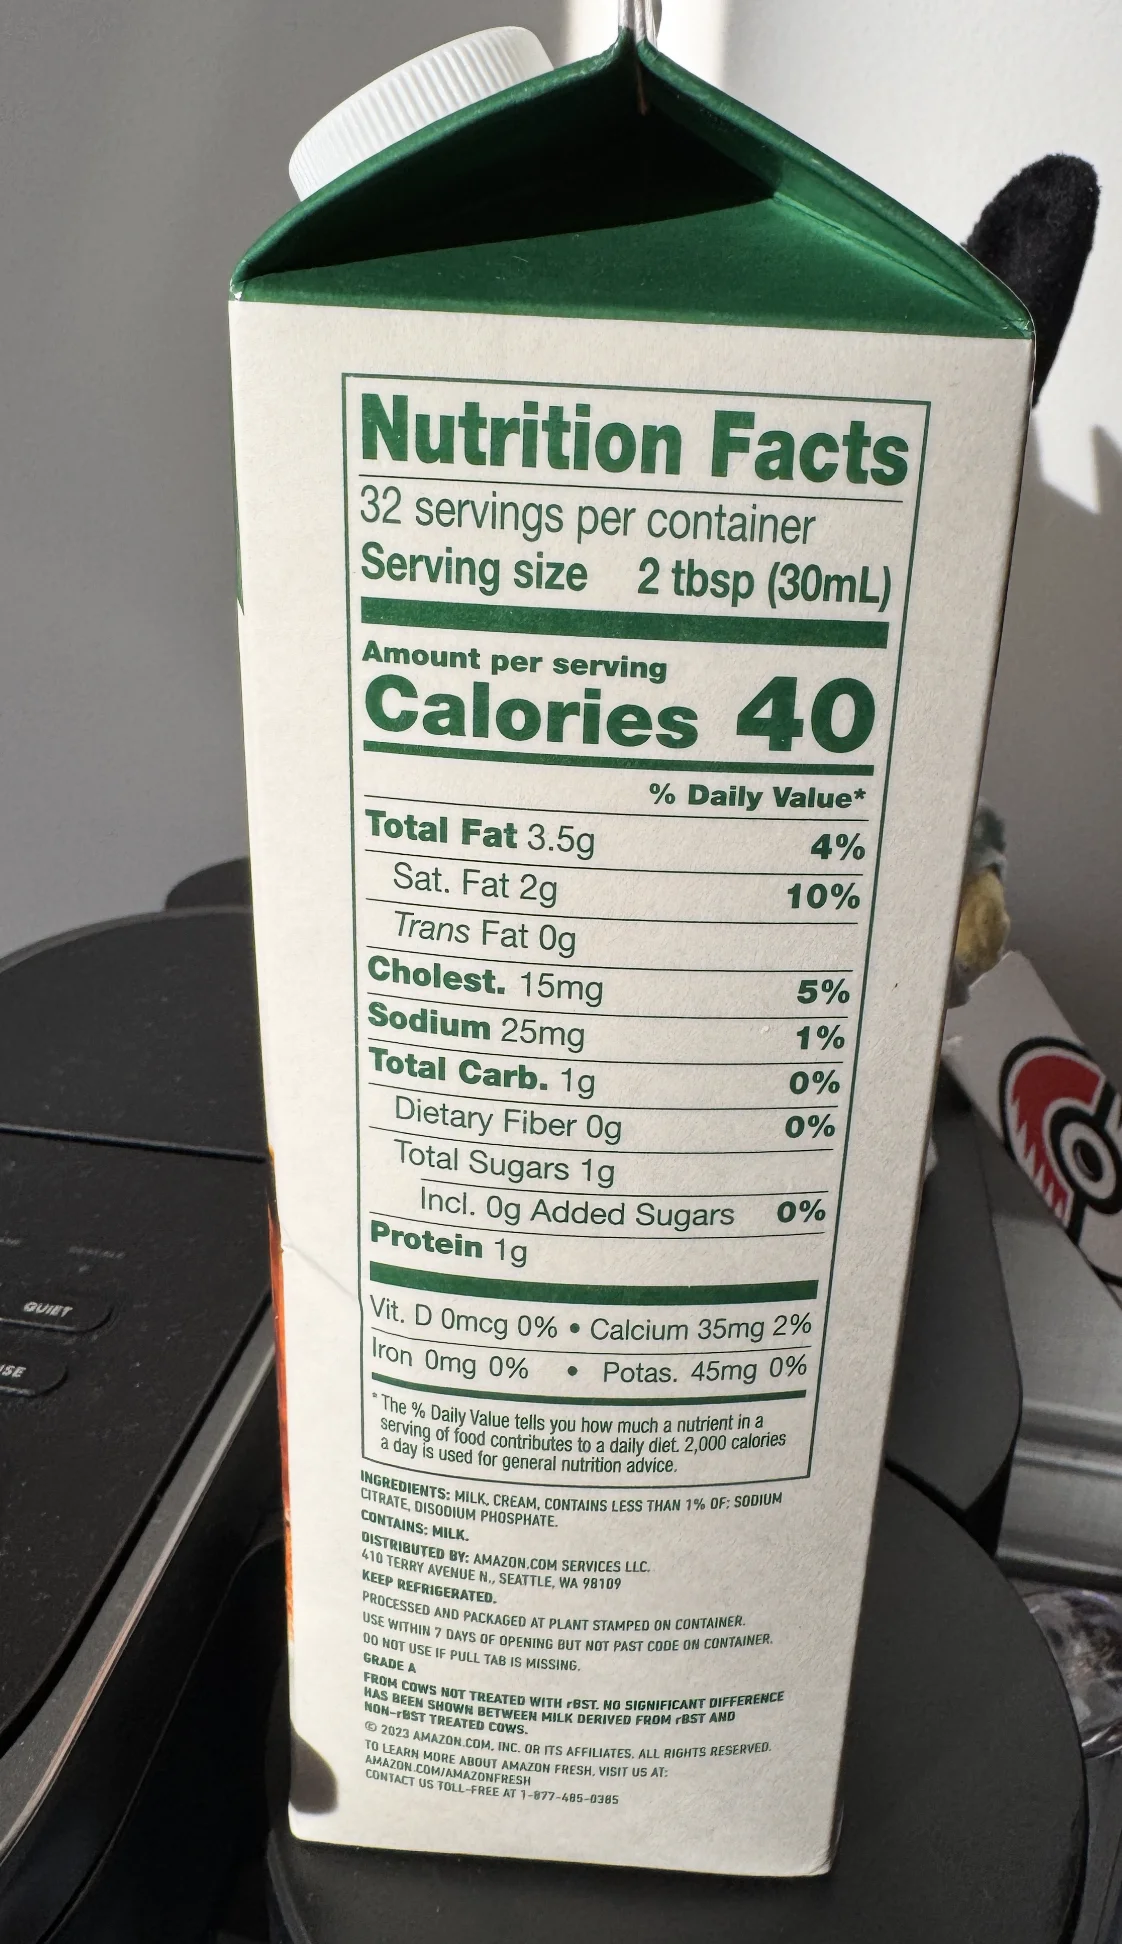 Nutrition Facts
32 servings per container
Serving size 2 tbsp (30mL)
Amount per serving
Calories 40
% Daily Value*
Total Fat 3.5g 4%
Sat. Fat 2g 10%
Trans Fat 0g
Cholest. 15mg 5%
Sodium 25mg 1%
Total Carb. 1g 0%
Dietary Fiber 0g 0%
Total Sugars 1g
Incl. 0g Added Sugars 0%
Protein 1g
Vit. D 0mcg 0% • Calcium 35mg 2%
Iron 0mg 0% • Potas. 45mg 0%
* The % Daily Value tells you how much a nutrient in a
serving of food contributes to a daily diet. 2,000 calories
a day is used for general nutrition advice.
INGREDIENTS: MILK, CREAM, CONTAINS LESS THAN 1% OF: SODIUM
CITRATE, DISODIUM PHOSPHATE.
CONTAINS: MILK.
DISTRIBUTED BY: AMAZON.COM SERVICES LLC.
410 TERRY AVENUE N., SEATTLE, WA 98109
KEEP REFRIGERATED.
PROCESSED AND PACKAGED AT PLANT STAMPED ON CONTAINER.
USE WITHIN 7 DAYS OF OPENING BUT NOT PAST CODE ON CONTAINER.
DO NOT USE IF PULL TAB IS MISSING.
GRADE A
FROM COWS NOT TREATED WITH rBST. NO SIGNIFICANT DIFFERENCE
HAS BEEN SHOWN BETWEEN MILK DERIVED FROM rBST AND
NON-rBST TREATED COWS.
© 2023 AMAZON.COM, INC. OR ITS AFFILIATES. ALL RIGHTS RESERVED.
TO LEARN MORE ABOUT AMAZON FRESH, VISIT US AT:
AMAZON.COM/AMAZONFRESH
CONTACT US TOLL-FREE AT 1-877-485-0385
QUIET